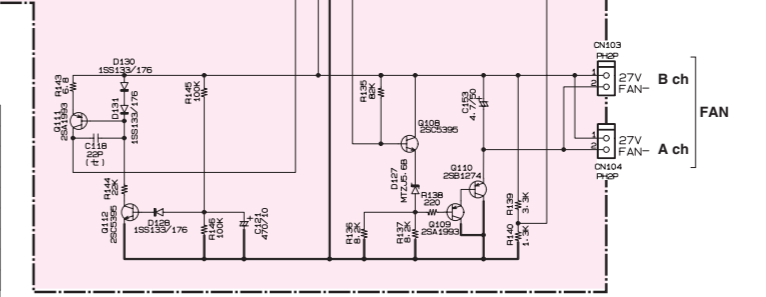 CN103
PH2P
D130
1SS133/176
R143
6.8
D131
1SS133/176
R145
100K
R135
82K
C153
4.7/50
1 27V
2 FAN-
B ch
FAN
Q111
2SA1993
C118
22P
Q108
2SC5395
1 27V
2 FAN-
A ch
CN104
PH2P
D127
MTZJ5.6B
Q110
2SB1274
R144
22K
R138
220
R139
3.3K
Q112
2SC5395
D128
1SS133/176
R146
100K
C121
470/10
R136
8.2K
R137
8.2K
Q109
2SA1993
R140
1.3K